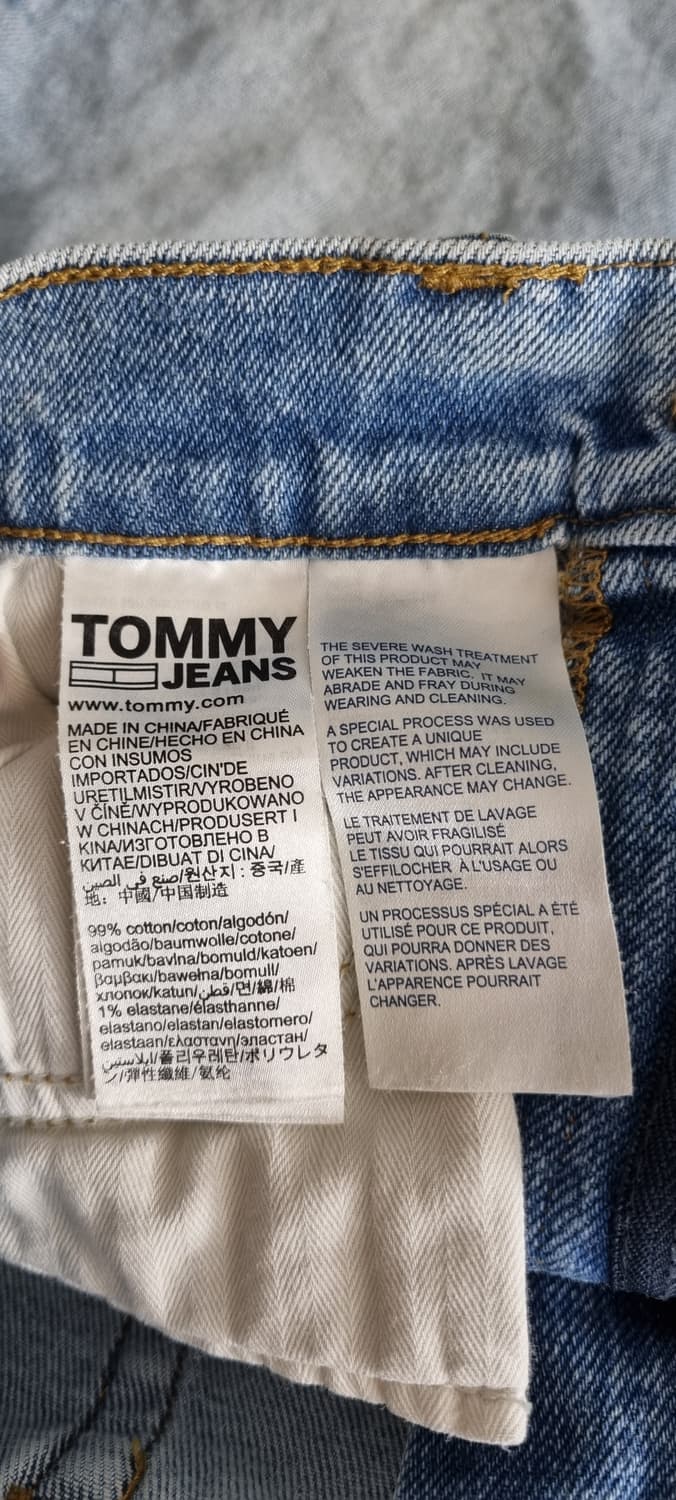 TOMMY
JEANS
www.tommy.com
MADE IN CHINA/FABRIQUÉ
EN CHINE/HECHO EN CHINA
CON INSUMOS
IMPORTADOS/CIN'DE
URETILMISTIR/VYROBENO
V ČÍNĚ/WYPRODUKOWANO
W CHINACH/PRODUSERT I
KINA/ИЗГОТОВЛЕНО В
КИТАЕ/DIBUAT DI CINA/
صنع في الصين/원산지 : 중국/產
地：中國/中国制造
99% cotton/coton/algodón/
algodão/baumwolle/cotone/
pamuk/bavlna/bomuld/katoen/
βαμβακι/bawełna/bomull/
хлопок/katun/قطن/면/綿/棉
1% elastane/élasthanne/
elastano/elastan/elastomero/
elastaan/ελαστανη/эластан/
ايلاستين/폴리우레탄/ポリウレタ
ン/彈性纖維/氨纶
THE SEVERE WASH TREATMENT
OF THIS PRODUCT MAY
WEAKEN THE FABRIC. IT MAY
ABRADE AND FRAY DURING
WEARING AND CLEANING.
A SPECIAL PROCESS WAS USED
TO CREATE A UNIQUE
PRODUCT, WHICH MAY INCLUDE
VARIATIONS. AFTER CLEANING,
THE APPEARANCE MAY CHANGE.
LE TRAITEMENT DE LAVAGE
PEUT AVOIR FRAGILISÉ
LE TISSU QUI POURRAIT ALORS
S'EFFILOCHER À L'USAGE OU
AU NETTOYAGE.
UN PROCESSUS SPÉCIAL A ÉTÉ
UTILISÉ POUR CE PRODUIT,
QUI POURRA DONNER DES
VARIATIONS. APRÈS LAVAGE
L'APPARENCE POURRAIT
CHANGER.